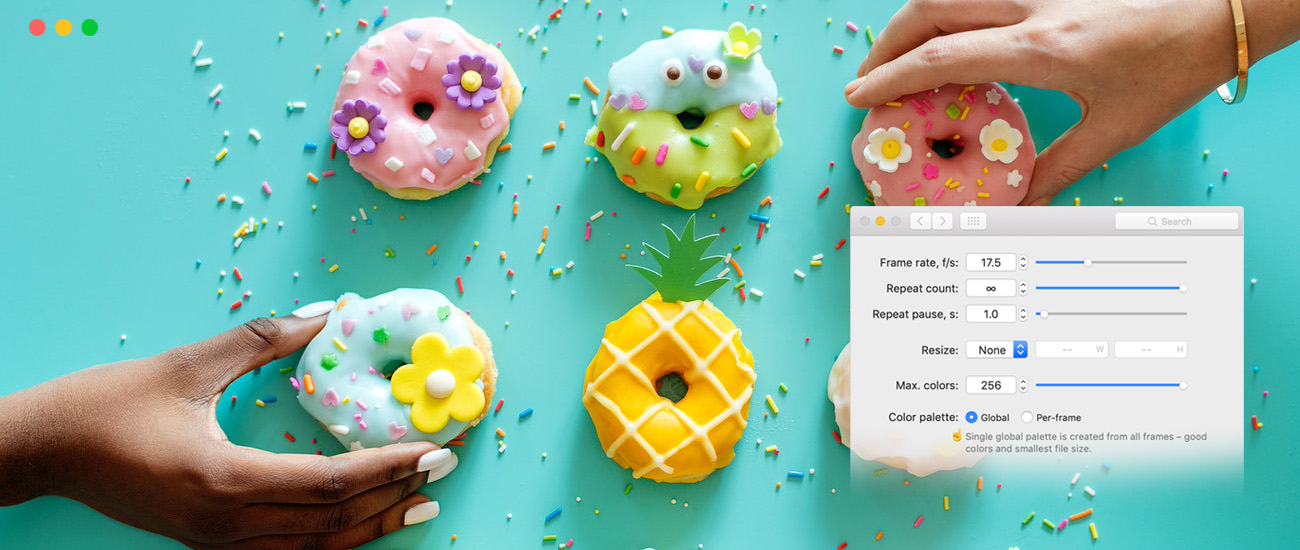 Search
Frame rate, f/s: 17.5
Repeat count: ∞
Repeat pause, s: 1.0
Resize: None -- W -- H
Max. colors: 256
Color palette: Global Per-frame
☝ Single global palette is created from all frames – good
colors and smallest file size.